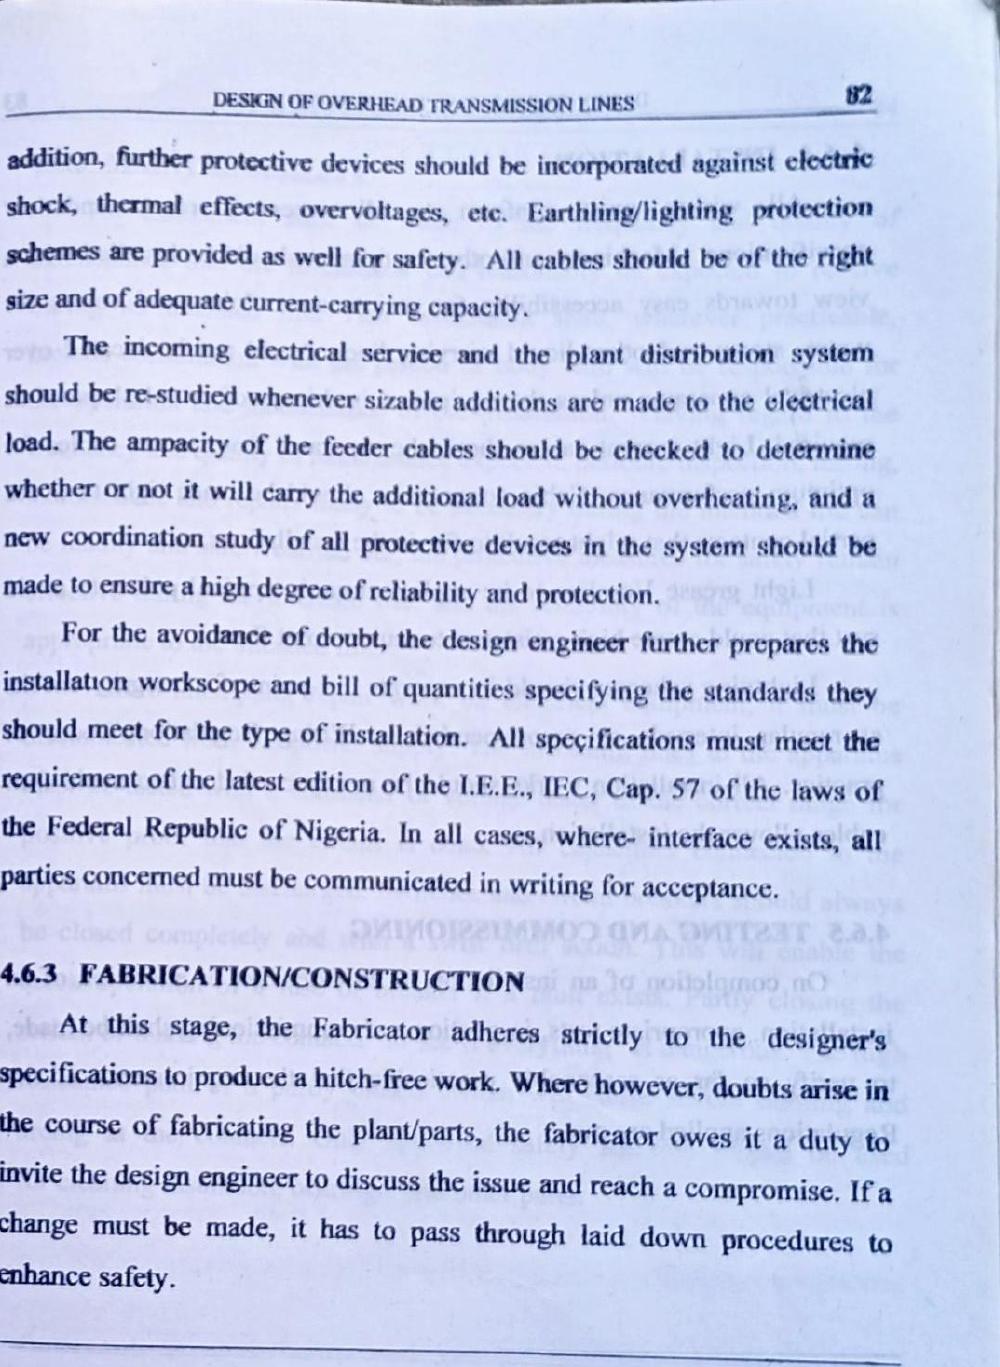 DESIGN OF OVERHEAD TRANSMISSION LINES 82
addition, further protective devices should be incorporated against electric
shock, thermal effects, overvoltages, etc. Earthling/lighting protection
schemes are provided as well for safety. All cables should be of the right
size and of adequate current-carrying capacity.
The incoming electrical service and the plant distribution system
should be re-studied whenever sizable additions are made to the electrical
load. The ampacity of the feeder cables should be checked to determine
whether or not it will carry the additional load without overheating, and a
new coordination study of all protective devices in the system should be
made to ensure a high degree of reliability and protection.
For the avoidance of doubt, the design engineer further prepares the
installation workscope and bill of quantities specifying the standards they
should meet for the type of installation. All specifications must meet the
requirement of the latest edition of the I.E.E., IEC, Cap. 57 of the laws of
the Federal Republic of Nigeria. In all cases, where- interface exists, all
parties concerned must be communicated in writing for acceptance.
4.6.3 FABRICATION/CONSTRUCTION
At this stage, the Fabricator adheres strictly to the designer's
specifications to produce a hitch-free work. Where however, doubts arise in
the course of fabricating the plant/parts, the fabricator owes it a duty to
invite the design engineer to discuss the issue and reach a compromise. If a
change must be made, it has to pass through laid down procedures to
enhance safety.